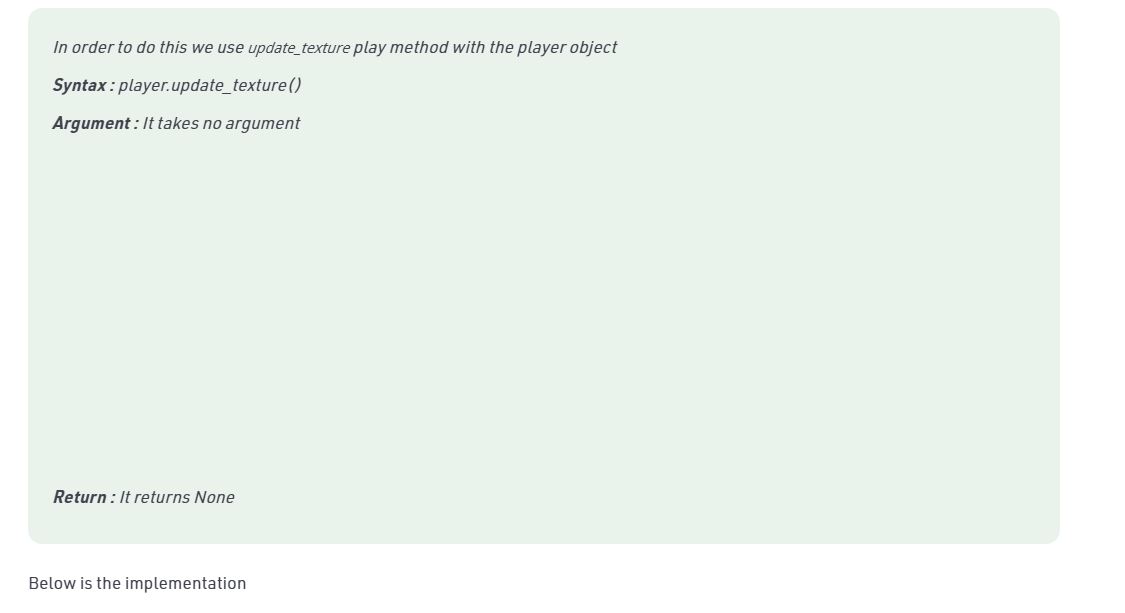 In order to do this we use update_texture play method with the player object
Syntax : player.update_texture()
Argument : It takes no argument
Return : It returns None
Below is the implementation